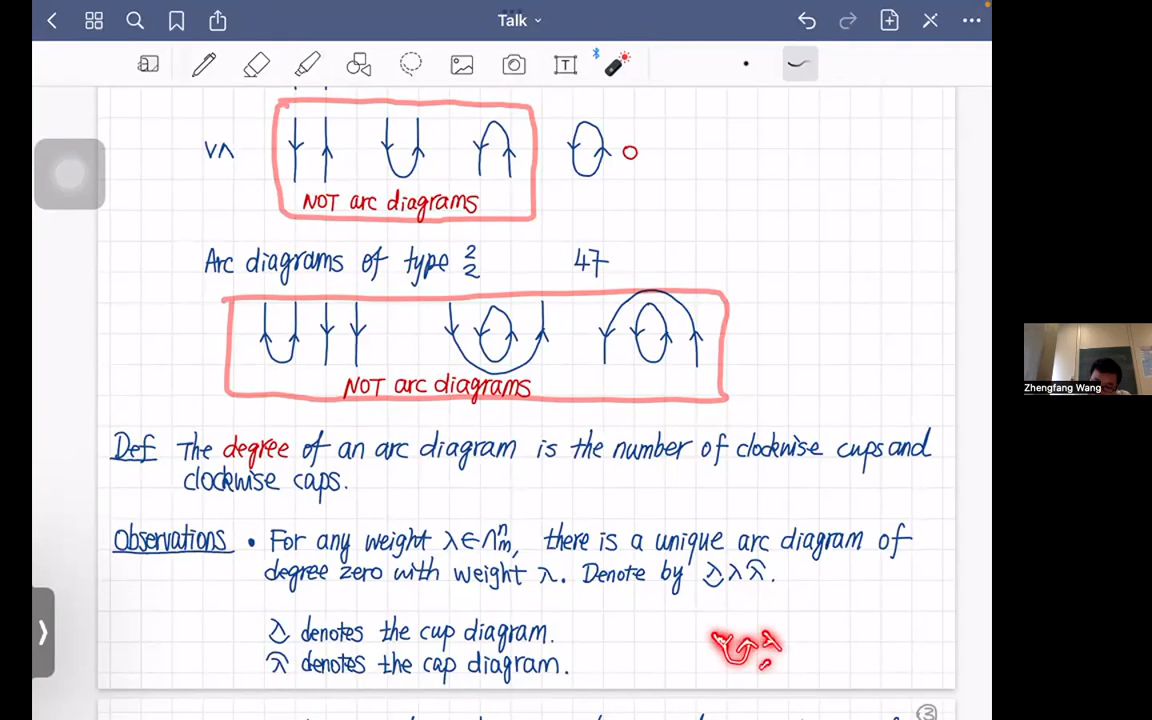 Talk
∨∧
NOT arc diagrams
Arc diagrams of type 2/2 47
NOT arc diagrams
Def The degree of an arc diagram is the number of clockwise cups and
clockwise caps.
Observations • For any weight λ ∈ Λₘⁿ, there is a unique arc diagram of
degree zero with weight λ. Denote by λ̮λλ̑.
λ̮ denotes the cup diagram.
λ̑ denotes the cap diagram.
③
Zhengfang Wang